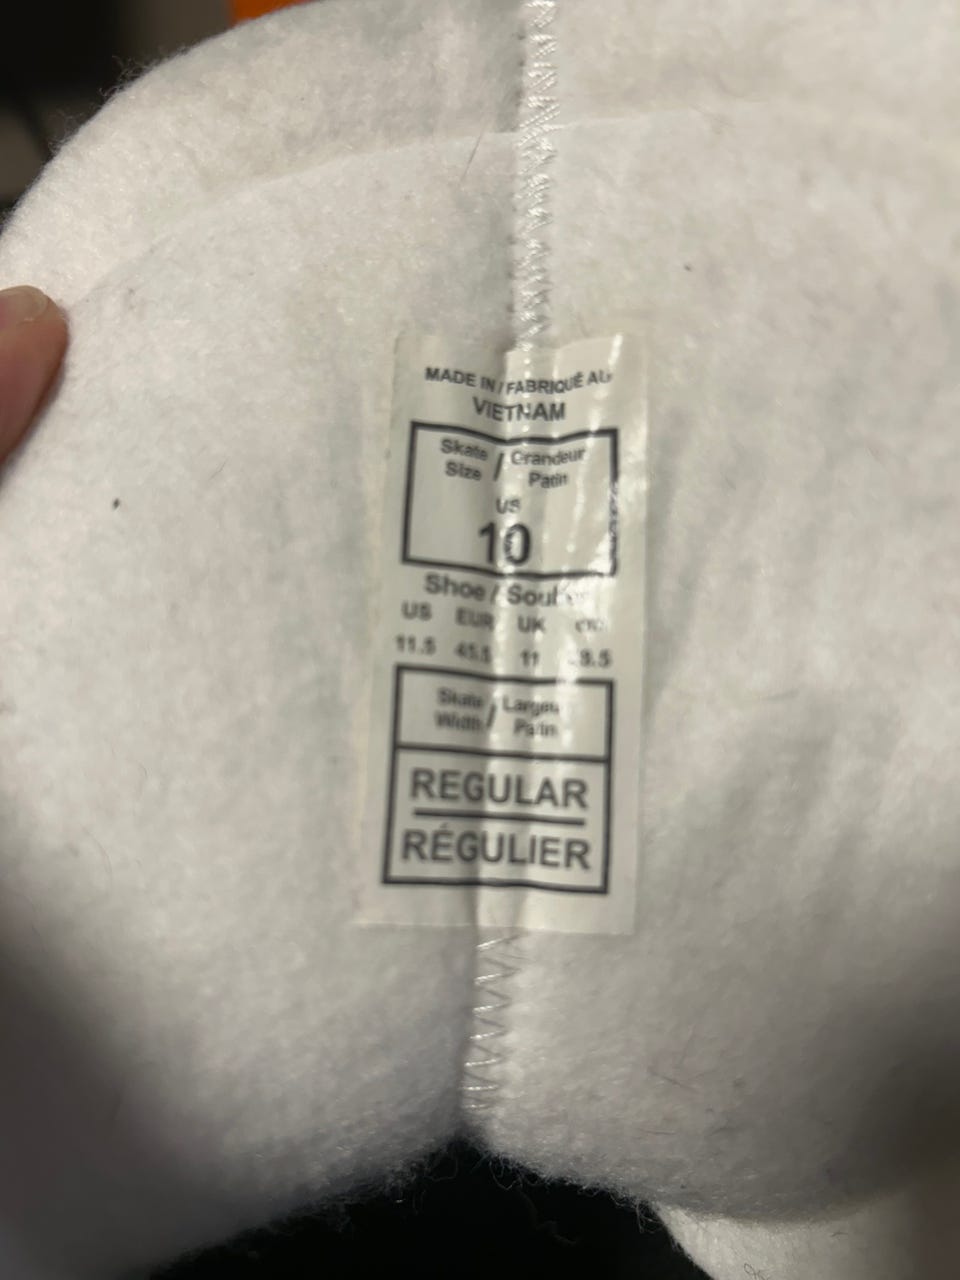 MADE IN / FABRIQUÉ AU
VIETNAM
Skate / Grandeur
Size Patin
US
10
Shoe /
US EUR UK cm
11.5 45.5 11
Skate / Largeur
Width Patin
REGULAR
RÉGULIER